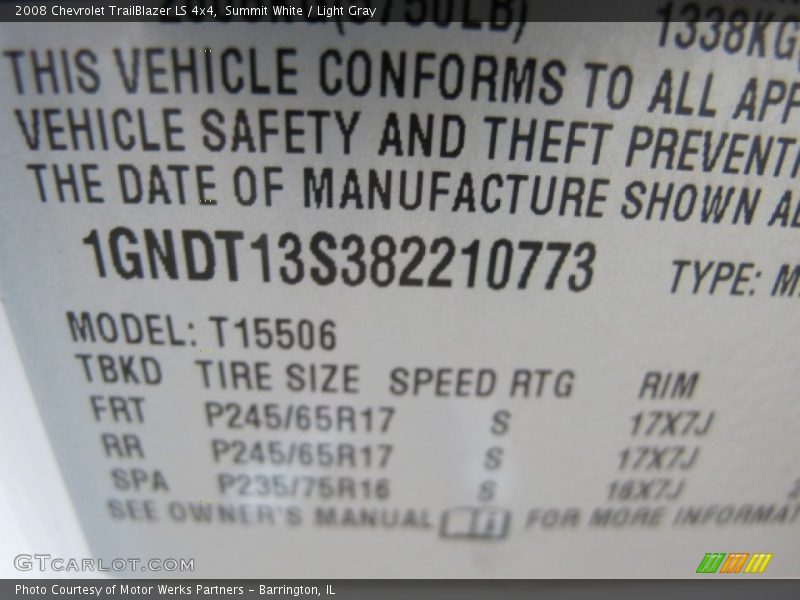 2008 Chevrolet TrailBlazer LS 4x4, Summit White / Light Gray
1338KG
THIS VEHICLE CONFORMS TO ALL APP
VEHICLE SAFETY AND THEFT PREVENTI
THE DATE OF MANUFACTURE SHOWN A
1GNDT13S382210773
TYPE: M
MODEL: T15506
TBKD TIRE SIZE SPEED RTG RIM
FRT P245/65R17 S 17X7J
RR P245/65R17 S 17X7J
SPA P235/75R16 S 16X7J
SEE OWNER'S MANUAL FOR MORE INFORMAT
GTcarlot.com
Photo Courtesy of Motor Werks Partners - Barrington, IL